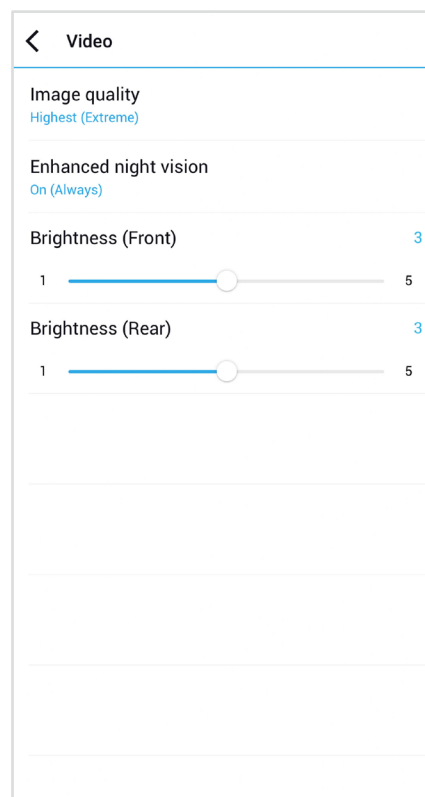 Video
Image quality
Highest (Extreme)
Enhanced night vision
On (Always)
Brightness (Front) 3
1 5
Brightness (Rear) 3
1 5